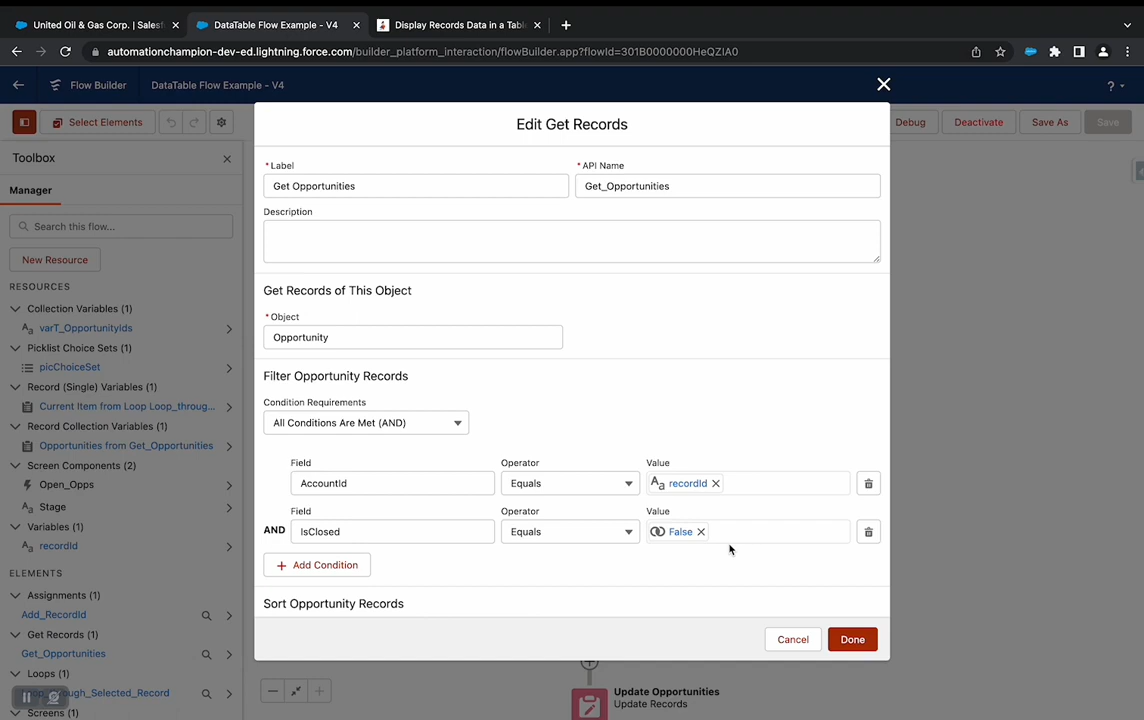 United Oil & Gas Corp. | Salesf
DataTable Flow Example - V4
Display Records Data in a Table
automationchampion-dev-ed.lightning.force.com/builder_platform_interaction/flowBuilder.app?flowId=301B0000000HeQZIA0
Flow Builder
DataTable Flow Example - V4
?
Select Elements
Debug
Deactivate
Save As
Save
Toolbox
Manager
Search this flow...
New Resource
RESOURCES
Collection Variables (1)
varT_OpportunityIds
Picklist Choice Sets (1)
picChoiceSet
Record (Single) Variables (1)
Current Item from Loop Loop_throug...
Record Collection Variables (1)
Opportunities from Get_Opportunities
Screen Components (2)
Open_Opps
Stage
Variables (1)
recordId
ELEMENTS
Assignments (1)
Add_RecordId
Get Records (1)
Get_Opportunities
Loops (1)
ough_Selected_Record
Screens (1)
Edit Get Records
* Label
* API Name
Get Opportunities
Get_Opportunities
Description
Get Records of This Object
* Object
Opportunity
Filter Opportunity Records
Condition Requirements
All Conditions Are Met (AND)
Field
Operator
Value
AccountId
Equals
Aa recordId
Field
Operator
Value
AND
IsClosed
Equals
False
+ Add Condition
Sort Opportunity Records
Cancel
Done
Update Opportunities
Update Records